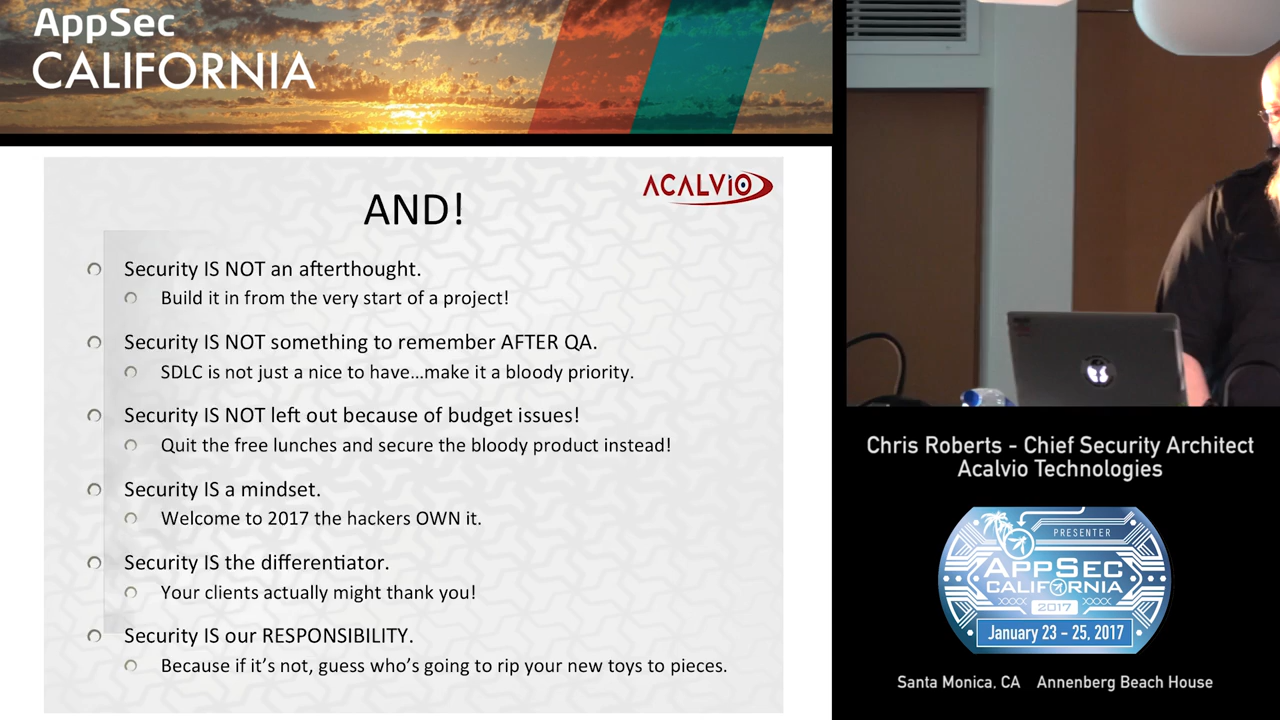 AppSec
CALIFORNIA
ACALVIO
AND!
Security IS NOT an afterthought.
Build it in from the very start of a project!
Security IS NOT something to remember AFTER QA.
SDLC is not just a nice to have…make it a bloody priority.
Security IS NOT left out because of budget issues!
Quit the free lunches and secure the bloody product instead!
Security IS a mindset.
Welcome to 2017 the hackers OWN it.
Security IS the differentiator.
Your clients actually might thank you!
Security IS our RESPONSIBILITY.
Because if it’s not, guess who’s going to rip your new toys to pieces.
Chris Roberts - Chief Security Architect
Acalvio Technologies
PRESENTER
APPSEC
CALIFORNIA
2017
January 23 - 25, 2017
Santa Monica, CA Annenberg Beach House